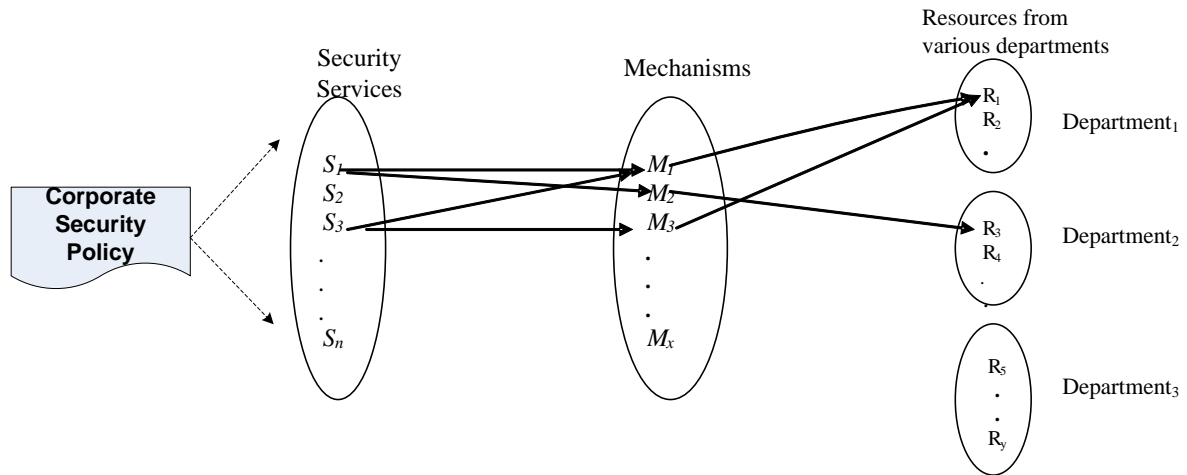 Corporate
Security
Policy
Security
Services
S₁
S₂
S₃
.
.
.
Sₙ
Mechanisms
M₁
M₂
M₃
.
.
.
Mₓ
Resources from
various departments
R₁
R₂
.
Department₁
R₃
R₄
.
.
Department₂
R₅
.
.
Rᵧ
Department₃